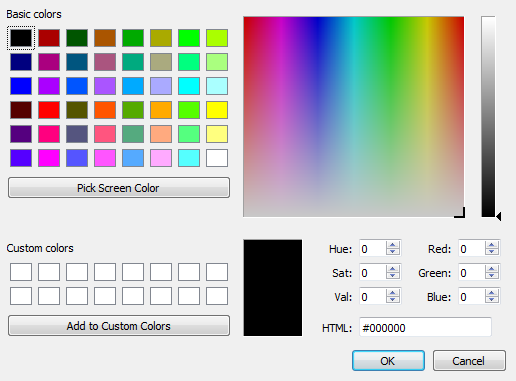 Basic colors
Pick Screen Color
Custom colors
Add to Custom Colors
Hue: 0 Red: 0
Sat: 0 Green: 0
Val: 0 Blue: 0
HTML: #000000
OK Cancel